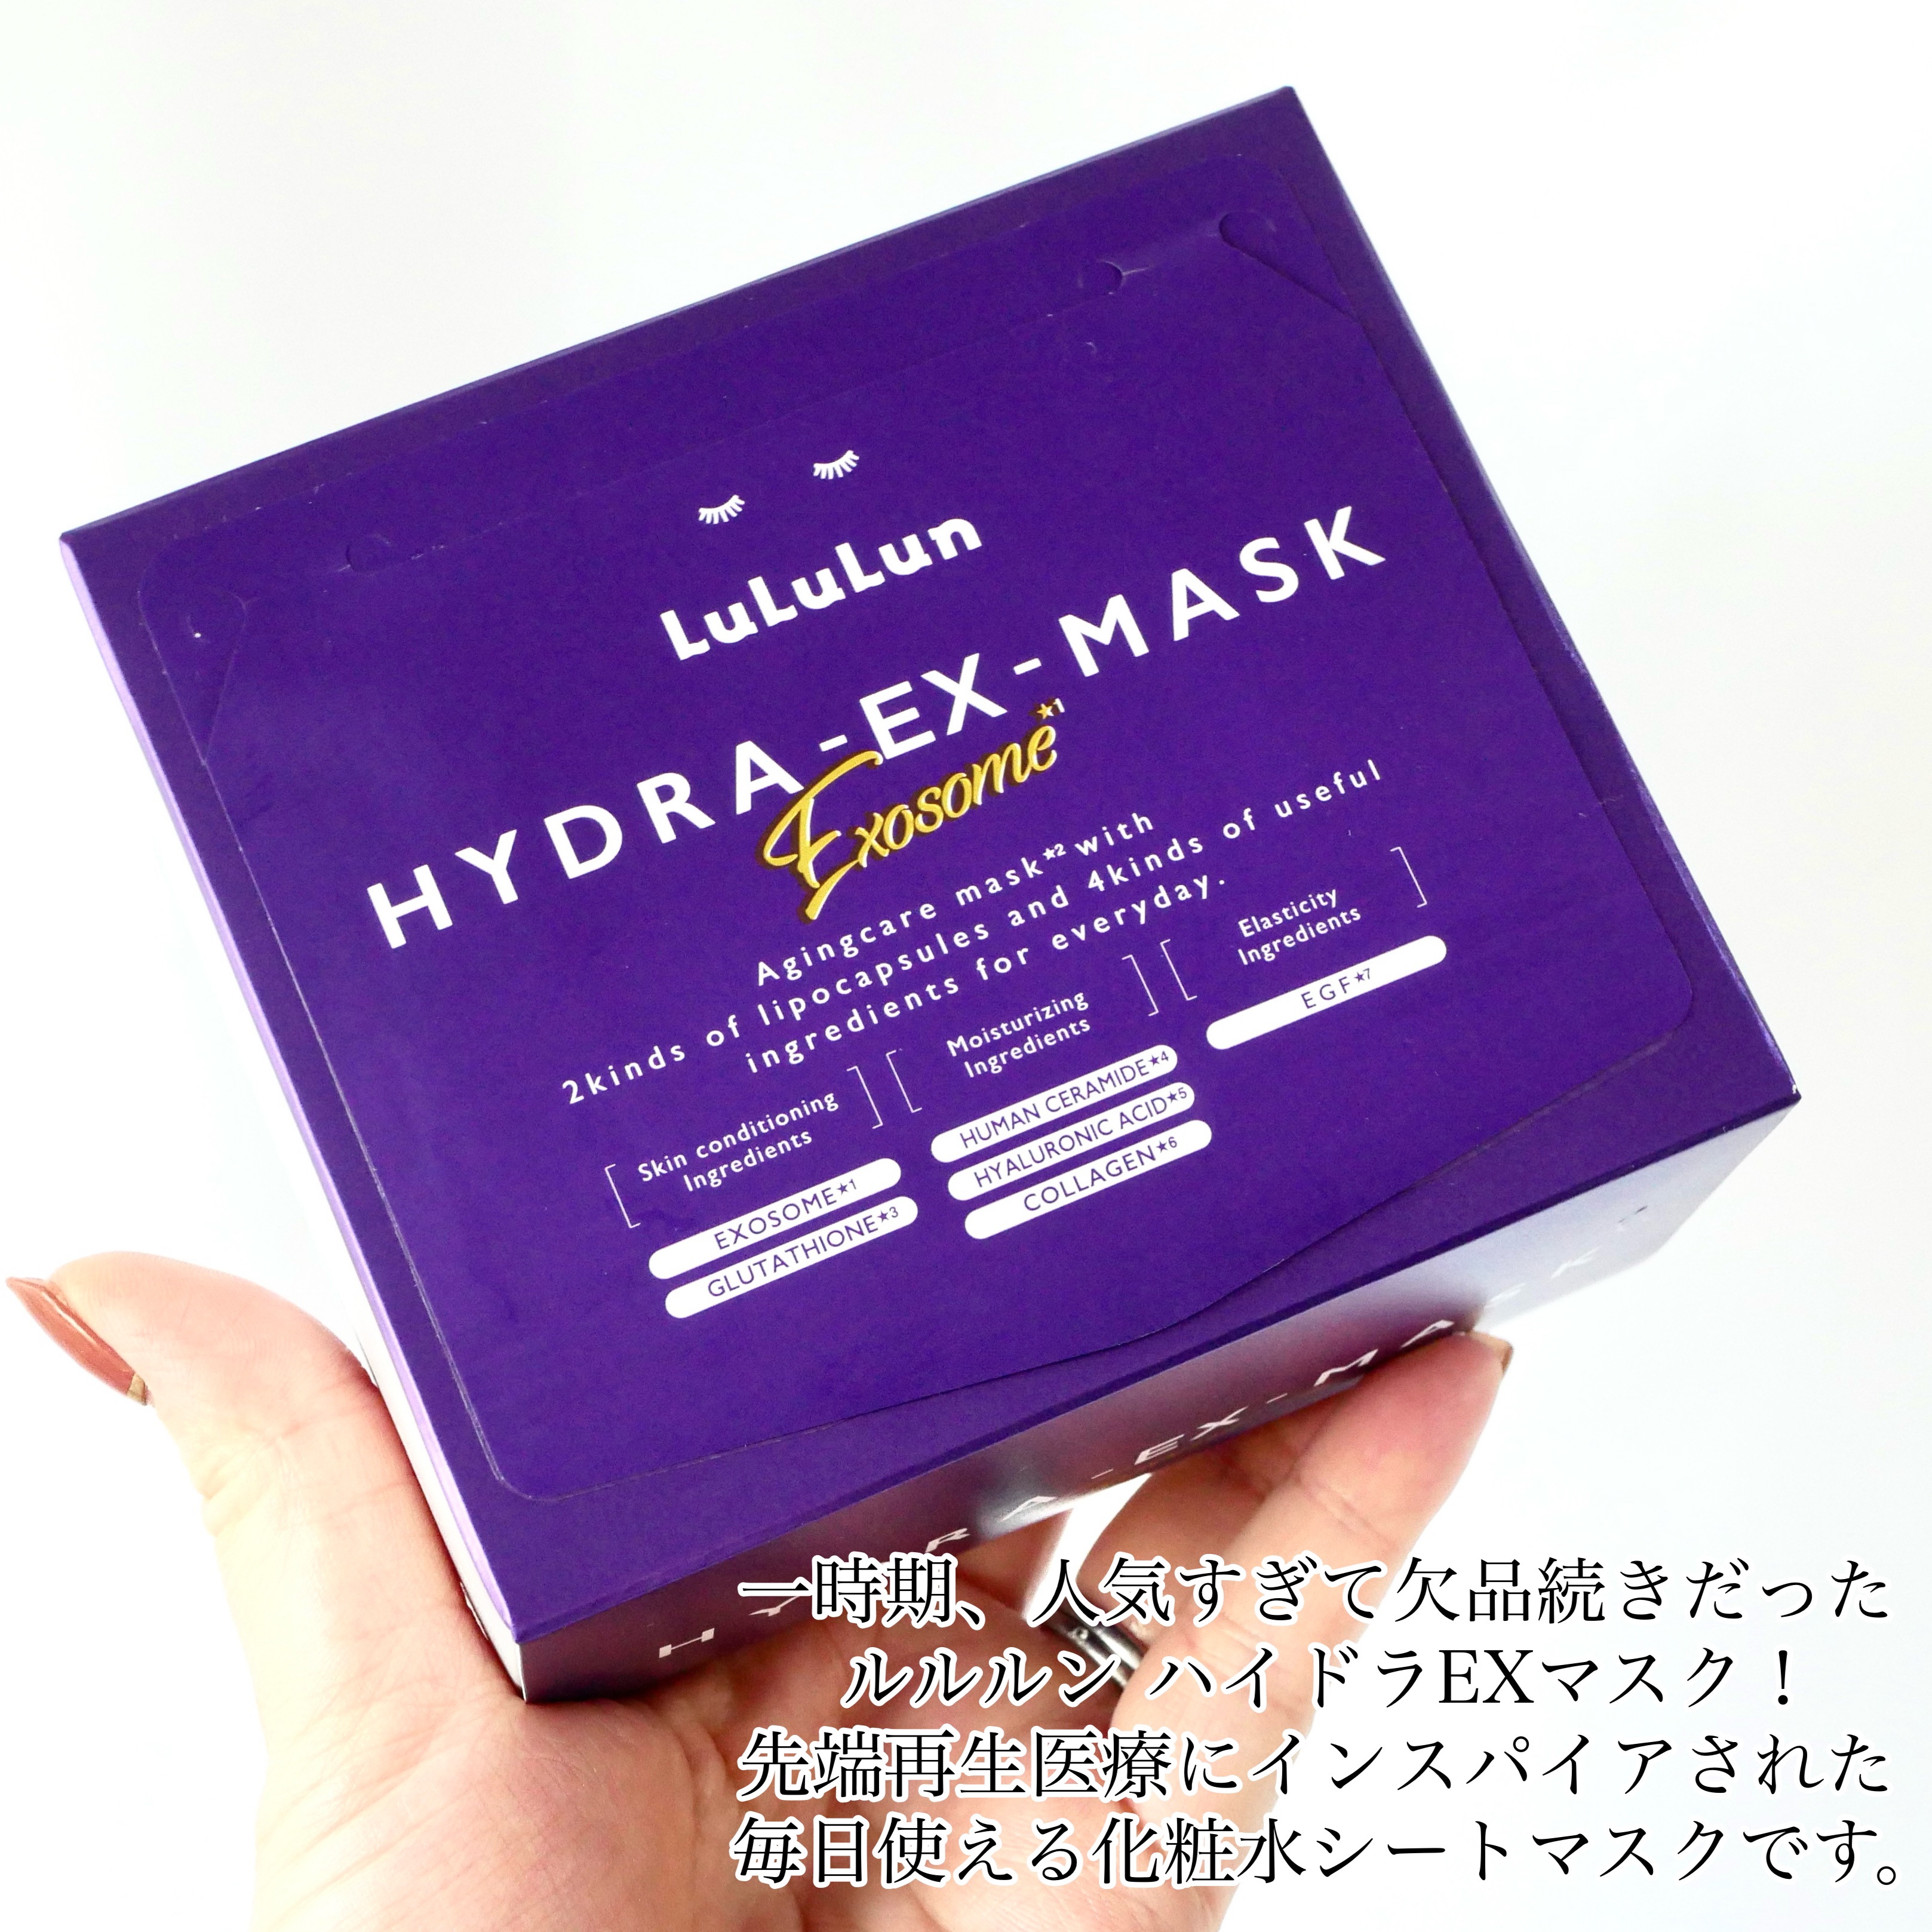 LuLuLun
HYDRA-EX-MASK
Exosome★1
Agingcare mask★2 with
2kinds of lipocapsules and 4kinds of useful
ingredients for everyday.
Skin conditioning
Ingredients
EXOSOME★1
GLUTATHIONE★3
Moisturizing
Ingredients
HUMAN CERAMIDE★4
HYALURONIC ACID★5
COLLAGEN★6
Elasticity
Ingredients
EGF★7
HYDRA-EX-MASK
一時期、人気すぎて欠品続きだった
ルルルン ハイドラEXマスク！
先端再生医療にインスパイアされた
毎日使える化粧水シートマスクです。